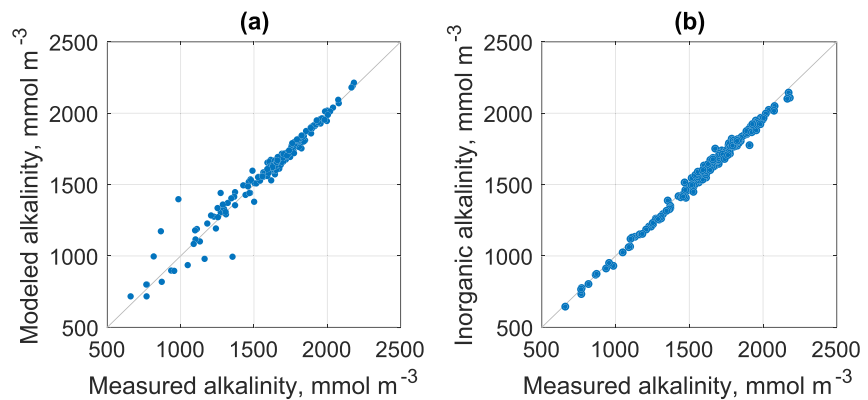 (a)
2500
2000
1500
1000
500
500 1000 1500 2000 2500
Modeled alkalinity, mmol m-3
Measured alkalinity, mmol m-3
(b)
2500
2000
1500
1000
500
500 1000 1500 2000 2500
Inorganic alkalinity, mmol m-3
Measured alkalinity, mmol m-3